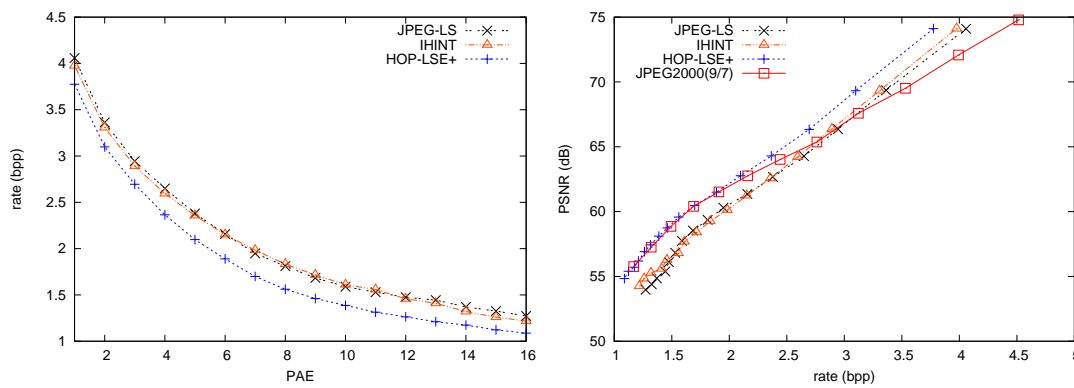 4.5
4
3.5
3
2.5
2
1.5
1
2 4 6 8 10 12 14 16
rate (bpp)
PAE
JPEG-LS
IHINT
HOP-LSE+
75
70
65
60
55
50
1 1.5 2 2.5 3 3.5 4 4.5 5
PSNR (dB)
rate (bpp)
JPEG-LS
IHINT
HOP-LSE+
JPEG2000(9/7)